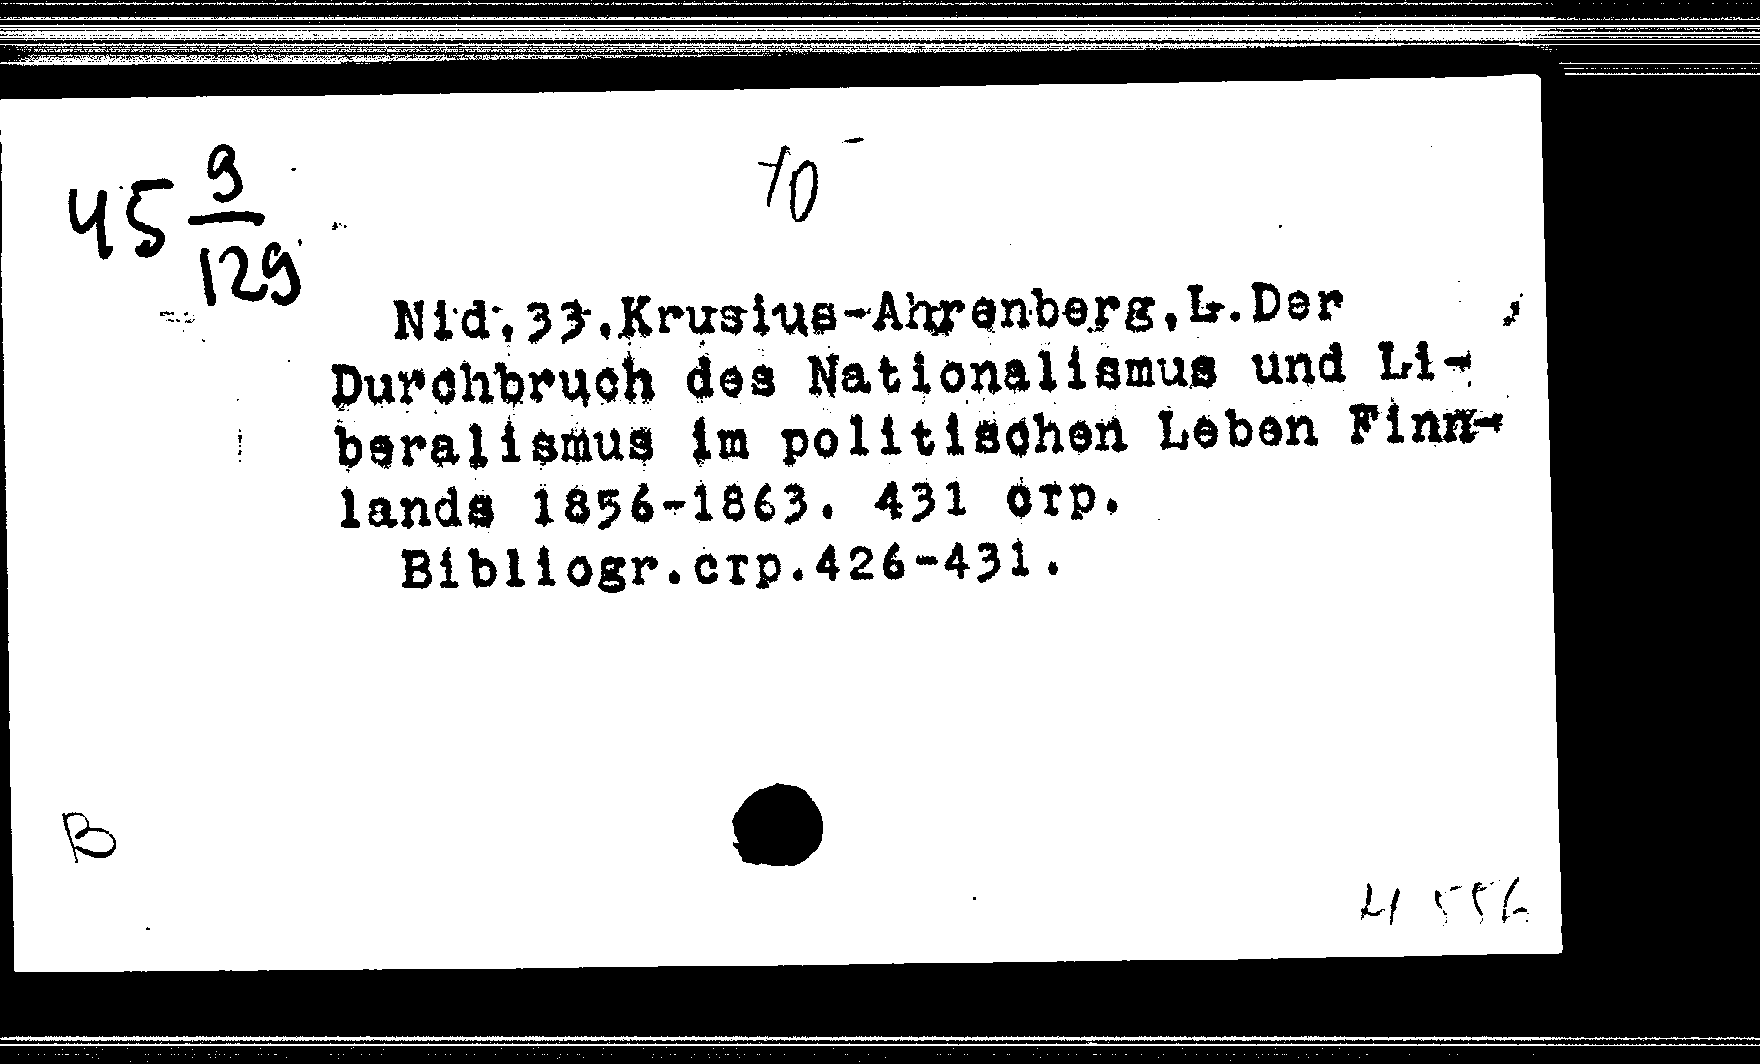 45 9/129
70
Nid.33.Krusius-Ahrenberg,L.Der
Durchbruch des Nationalismus und Li-
beralismus im politischen Leben Finn-
lands 1856-1863. 431 стр.
Bibliogr.стр.426-431.
B